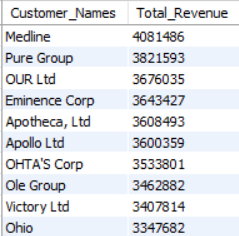 Customer_Names Total_Revenue
Medline 4081486
Pure Group 3821593
OUR Ltd 3676035
Eminence Corp 3643427
Apotheca, Ltd 3608493
Apollo Ltd 3600359
OHTA'S Corp 3533801
Ole Group 3462882
Victory Ltd 3407814
Ohio 3347682